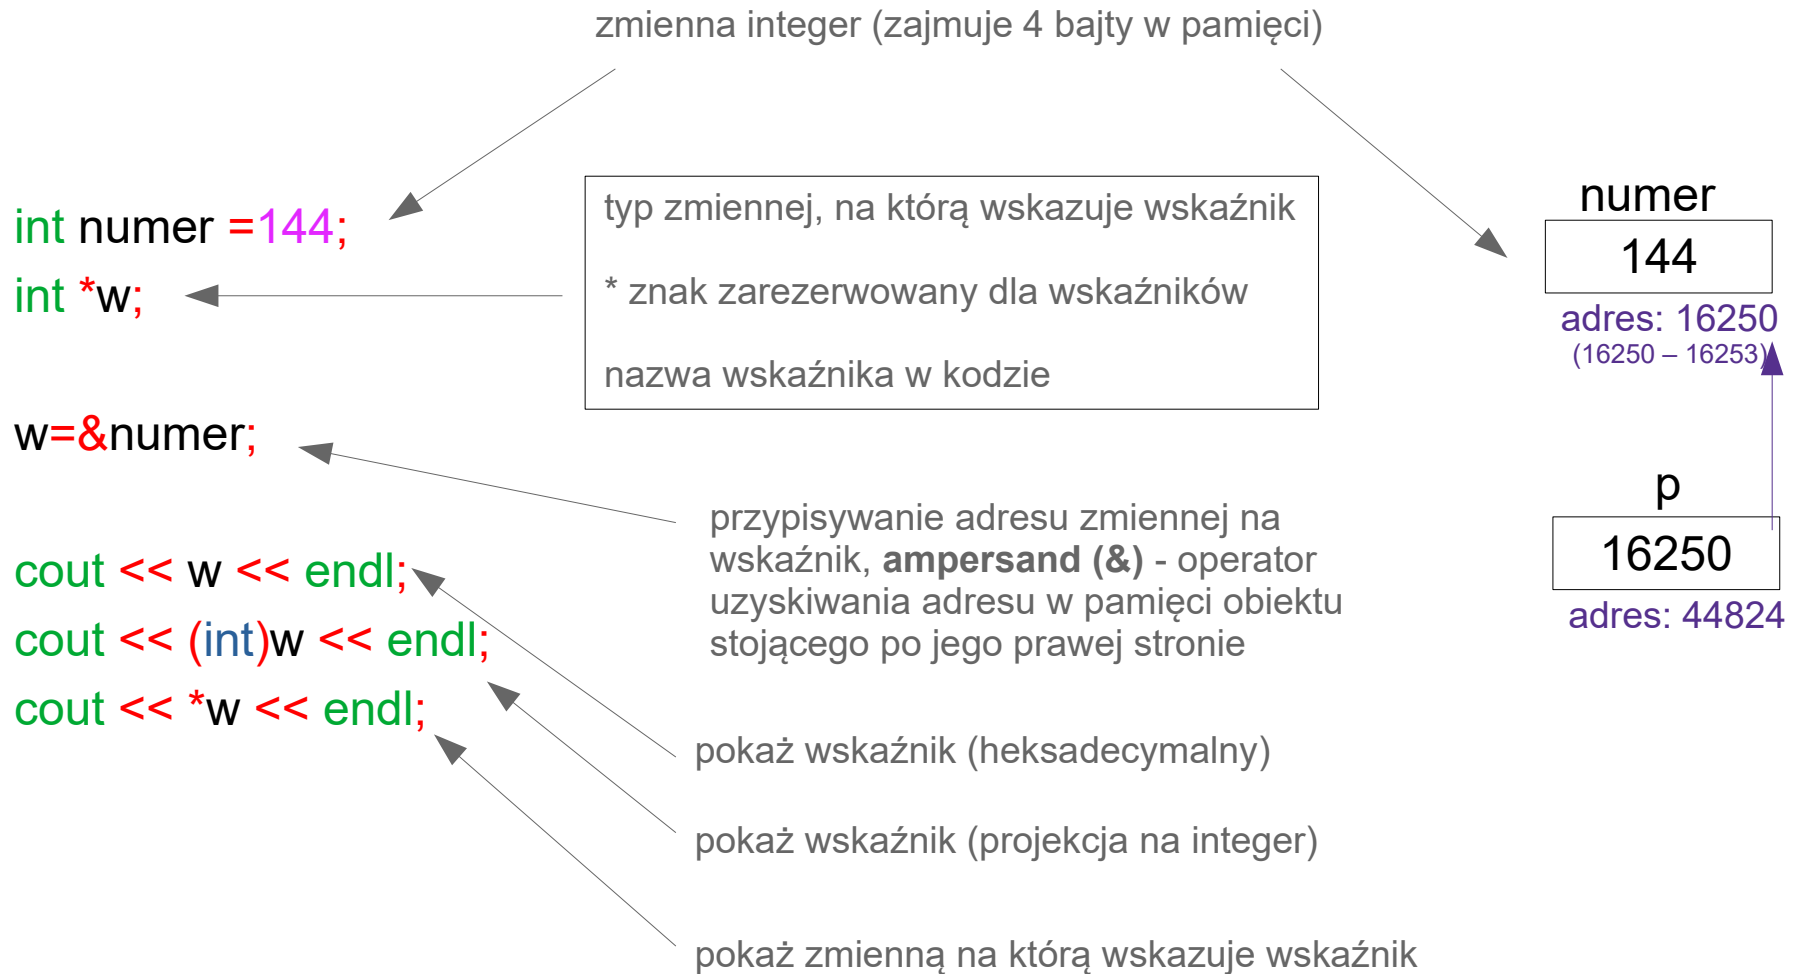 zmienna integer (zajmuje 4 bajty w pamięci)
int numer =144;
int *w;
w=&numer;
cout << w << endl;
cout << (int)w << endl;
cout << *w << endl;
typ zmiennej, na którą wskazuje wskaźnik
* znak zarezerwowany dla wskaźników
nazwa wskaźnika w kodzie
przypisywanie adresu zmiennej na
wskaźnik, ampersand (&) - operator
uzyskiwania adresu w pamięci obiektu
stojącego po jego prawej stronie
pokaż wskaźnik (heksadecymalny)
pokaż wskaźnik (projekcja na integer)
pokaż zmienną na którą wskazuje wskaźnik
numer
144
adres: 16250
(16250 – 16253)
p
16250
adres: 44824